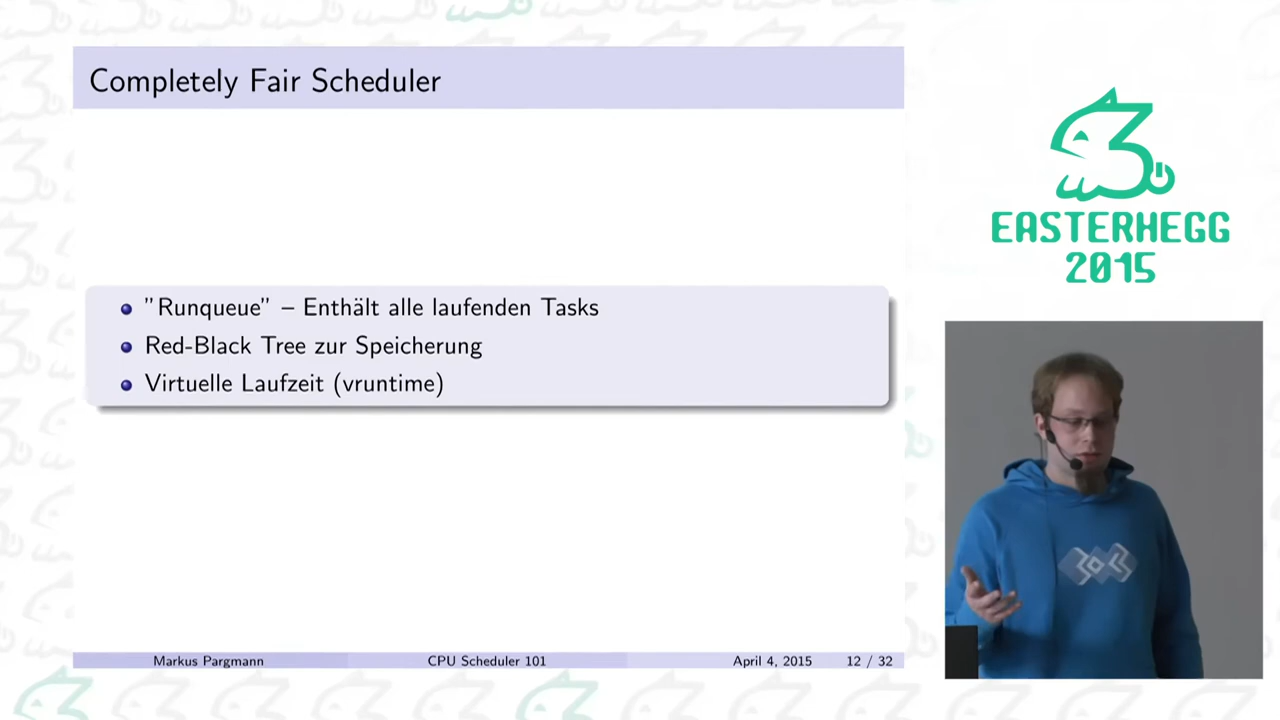 Completely Fair Scheduler
EASTERHEGG
2015
"Runqueue" – Enthält alle laufenden Tasks
Red-Black Tree zur Speicherung
Virtuelle Laufzeit (vruntime)
Markus Pargmann CPU Scheduler 101 April 4, 2015 12 / 32